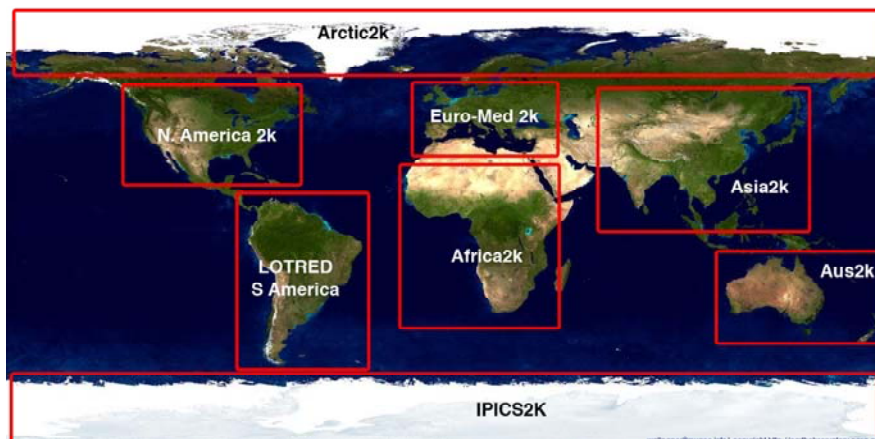 Arctic2k
N. America 2k
Euro-Med 2k
Asia2k
LOTRED
S America
Africa2k
Aus2k
IPICS2K